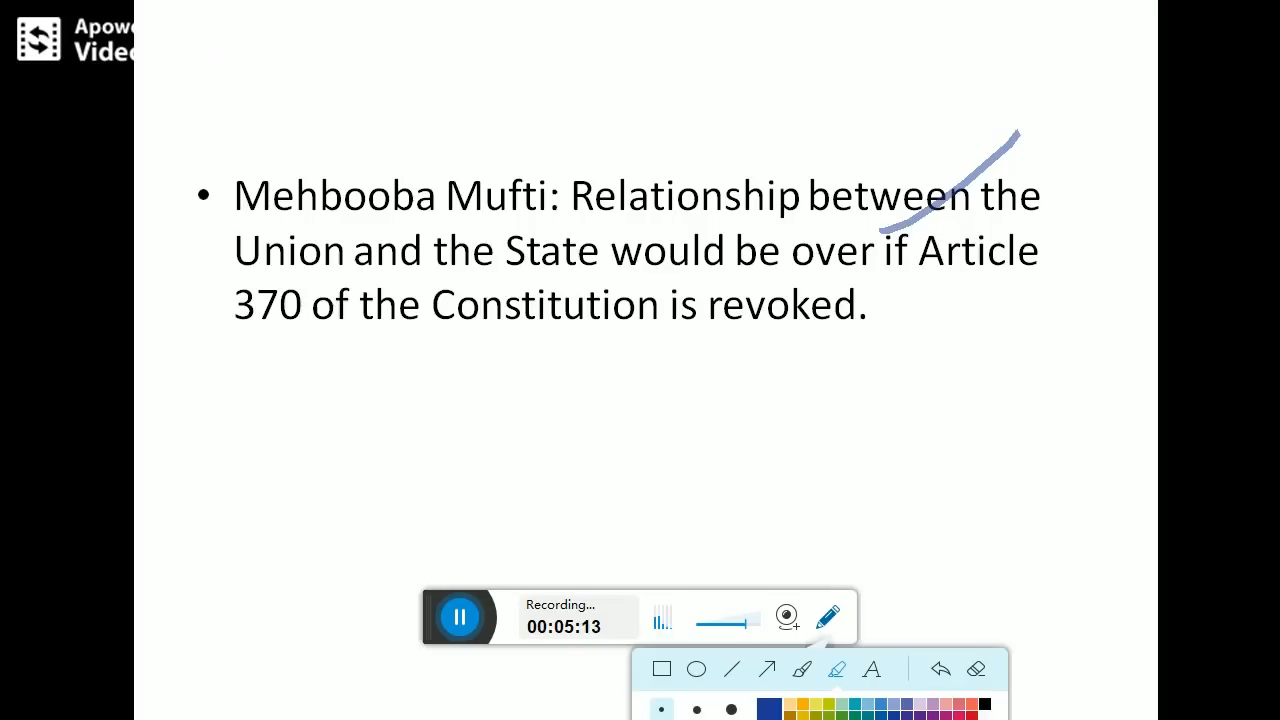 Apowe
Video
• Mehbooba Mufti: Relationship between the
Union and the State would be over if Article
370 of the Constitution is revoked.
Recording...
00:05:13
A